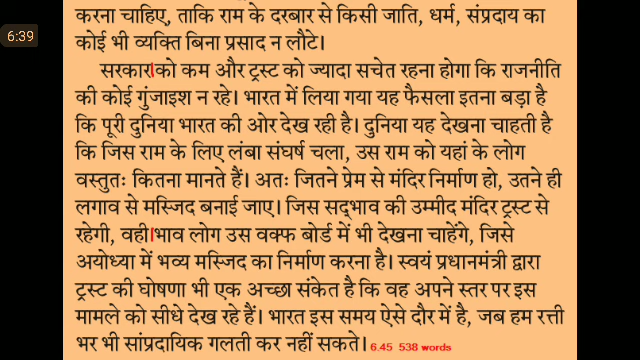 6:39
करना चाहिए, ताकि राम के दरबार से किसी जाति, धर्म, संप्रदाय का
कोई भी व्यक्ति बिना प्रसाद न लौटे।
सरकार को कम और ट्रस्ट को ज्यादा सचेत रहना होगा कि राजनीति
की कोई गुंजाइश न रहे। भारत में लिया गया यह फैसला इतना बड़ा है
कि पूरी दुनिया भारत की ओर देख रही है। दुनिया यह देखना चाहती है
कि जिस राम के लिए लंबा संघर्ष चला, उस राम को यहां के लोग
वस्तुतः कितना मानते हैं। अतः जितने प्रेम से मंदिर निर्माण हो, उतने ही
लगाव से मस्जिद बनाई जाए। जिस सद्भाव की उम्मीद मंदिर ट्रस्ट से
रहेगी, वही भाव लोग उस वक्फ बोर्ड में भी देखना चाहेंगे, जिसे
अयोध्या में भव्य मस्जिद का निर्माण करना है। स्वयं प्रधानमंत्री द्वारा
ट्रस्ट की घोषणा भी एक अच्छा संकेत है कि वह अपने स्तर पर इस
मामले को सीधे देख रहे हैं। भारत इस समय ऐसे दौर में है, जब हम रत्ती
भर भी सांप्रदायिक गलती कर नहीं सकते। 6.45 538 words